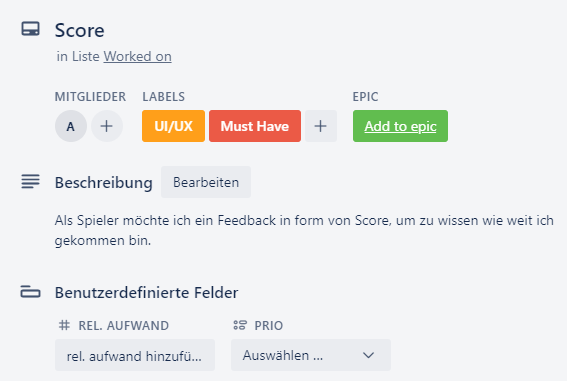 Score
in Liste Worked on
MITGLIEDER LABELS EPIC
A + UI/UX Must Have + Add to epic
Beschreibung Bearbeiten
Als Spieler möchte ich ein Feedback in form von Score, um zu wissen wie weit ich
gekommen bin.
Benutzerdefinierte Felder
REL. AUFWAND PRIO
rel. aufwand hinzufü... Auswählen ...